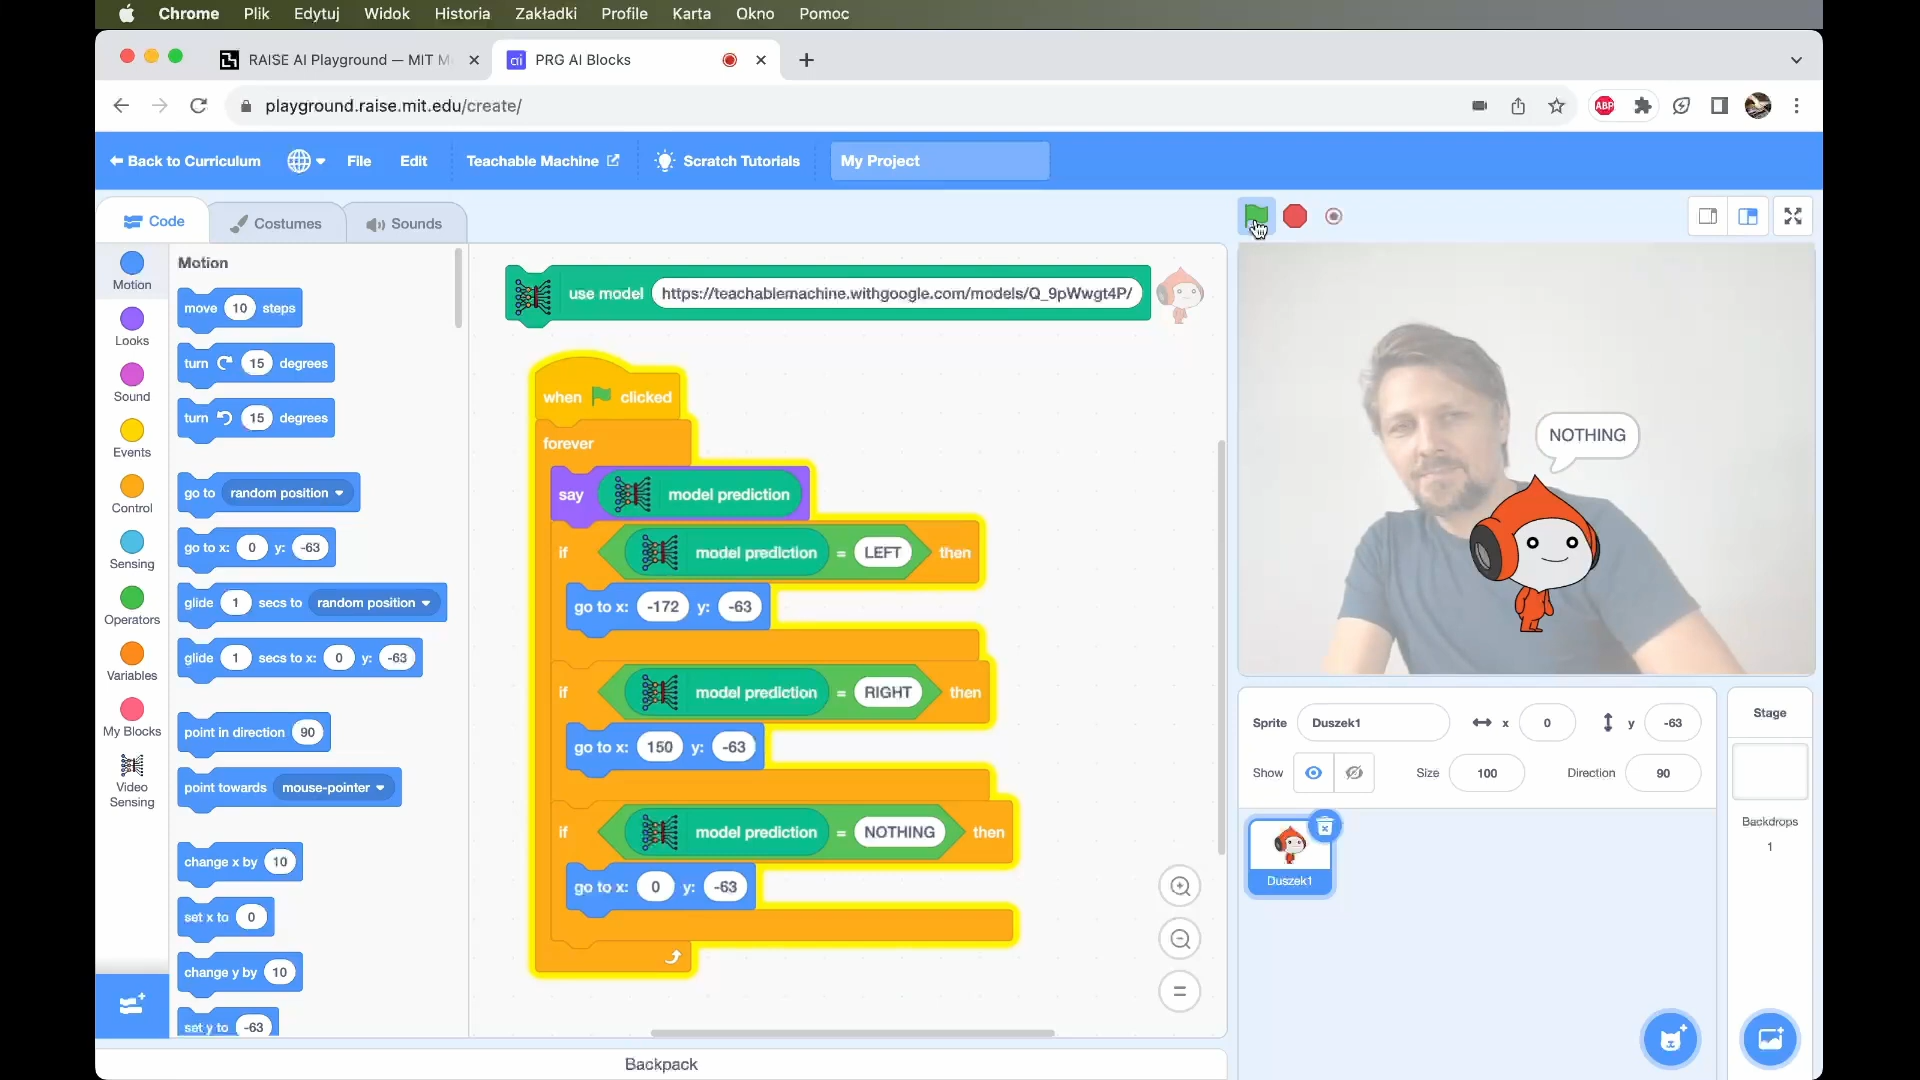 Chrome Plik Edytuj Widok Historia Zakładki Profile Karta Okno Pomoc
RAISE AI Playground — MIT M
PRG AI Blocks
playground.raise.mit.edu/create/
ABP
Back to Curriculum
File
Edit
Teachable Machine
Scratch Tutorials
My Project
Code
Costumes
Sounds
Motion
Looks
Sound
Events
Control
Sensing
Operators
Variables
My Blocks
Video
Sensing
Motion
move 10 steps
turn 15 degrees
turn 15 degrees
go to random position
go to x: 0 y: -63
glide 1 secs to random position
glide 1 secs to x: 0 y: -63
point in direction 90
point towards mouse-pointer
change x by 10
set x to 0
change y by 10
set y to -63
use model https://teachablemachine.withgoogle.com/models/Q_9pWwgt4P/
when clicked
forever
say model prediction
if model prediction = LEFT then
go to x: -172 y: -63
if model prediction = RIGHT then
go to x: 150 y: -63
if model prediction = NOTHING then
go to x: 0 y: -63
NOTHING
Sprite Duszek1 x 0 y -63
Show Size 100 Direction 90
Duszek1
Stage
Backdrops
1
Backpack